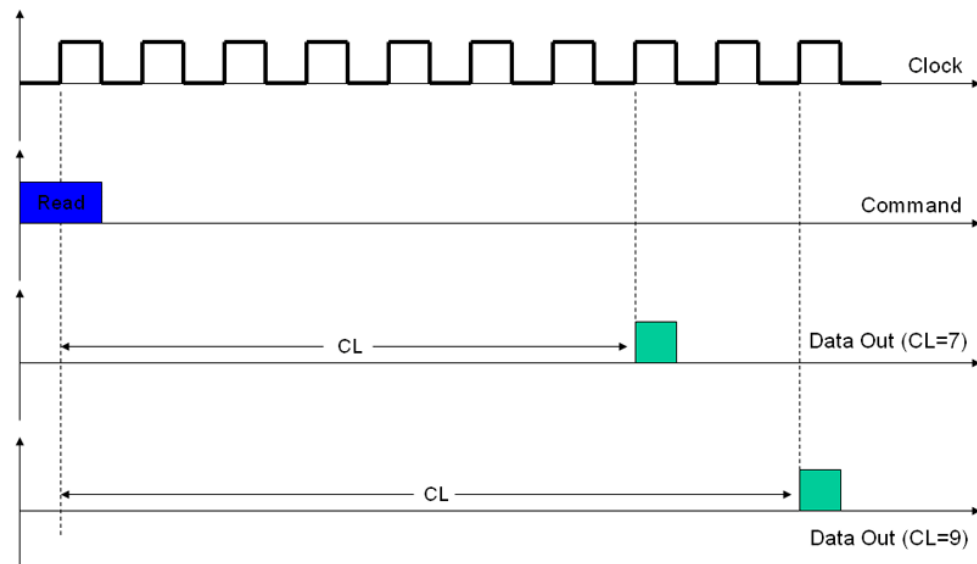 Clock
Read
Command
CL
Data Out (CL=7)
CL
Data Out (CL=9)